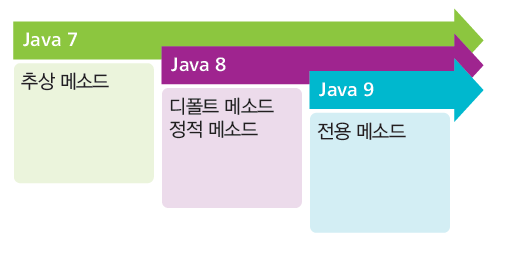 Java 7
추상 메소드
Java 8
디폴트 메소드
정적 메소드
Java 9
전용 메소드